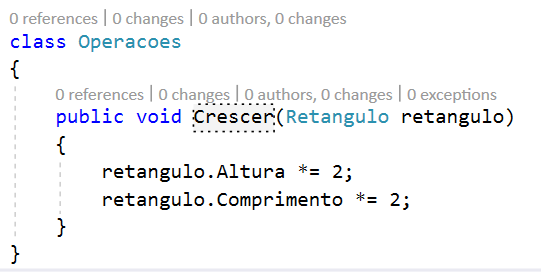 0 references | 0 changes | 0 authors, 0 changes
class Operacoes
{
0 references | 0 changes | 0 authors, 0 changes | 0 exceptions
public void Crescer(Retangulo retangulo)
{
retangulo.Altura *= 2;
retangulo.Comprimento *= 2;
}
}